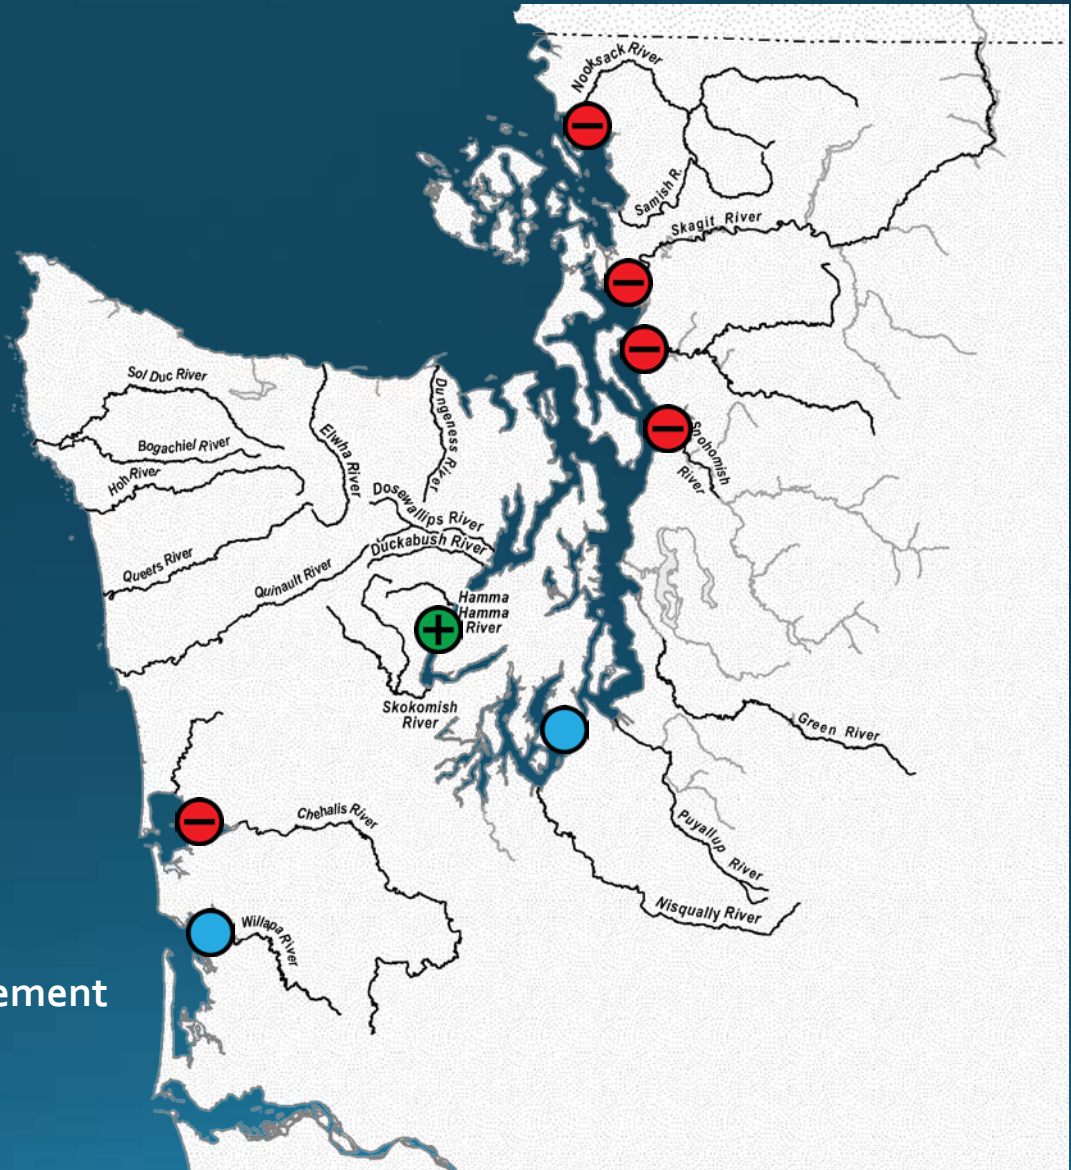 Nooksack River
Samish R.
Skagit River
Sol Duc River
Bogachiel River
Hoh River
Elwha River
Dungeness River
Snohomish
River
Dosewallips River
Duckabush River
Queets River
Quinault River
Hamma
Hamma
River
Skokomish
River
Green River
Chehalis River
Puyallup
River
Nisqually River
Willapa River
ement